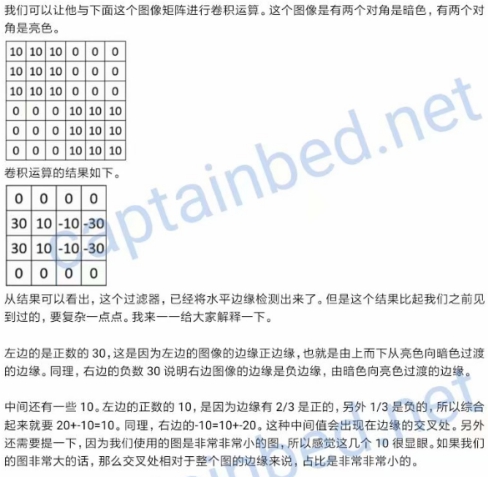 我们可以让他与下面这个图像矩阵进行卷积运算。这个图像是有两个对角是暗色，有两个对
角是亮色。
10 10 10 0 0 0
10 10 10 0 0 0
10 10 10 0 0 0
0 0 0 10 10 10
0 0 0 10 10 10
0 0 0 10 10 10
卷积运算的结果如下。
0 0 0 0
30 10 -10 -30
30 10 -10 -30
0 0 0 0
从结果可以看出，这个过滤器，已经将水平边缘检测出来了。但是这个结果比起我们之前见
到过的，要复杂一点点。我来一一给大家解释一下。
左边的是正数的 30，这是因为左边的图像的边缘正边缘，也就是由上而下从亮色向暗色过渡
的边缘。同理，右边的负数 30 说明右边图像的边缘是负边缘，由暗色向亮色过渡的边缘。
中间还有一些 10。左边的正数的 10，是因为边缘有 2/3 是正的，另外 1/3 是负的，所以综合
起来就要 20+-10=10。同理，右边的-10=10+-20。这种中间值会出现在边缘的交叉处。另外
还需要提一下，因为我们使用的图是非常非常小的图，所以感觉这几个 10 很显眼。如果我们
的图非常大的话，那么交叉处相对于整个图的边缘来说，占比是非常非常小的。
captainbed.net
captainbed.net